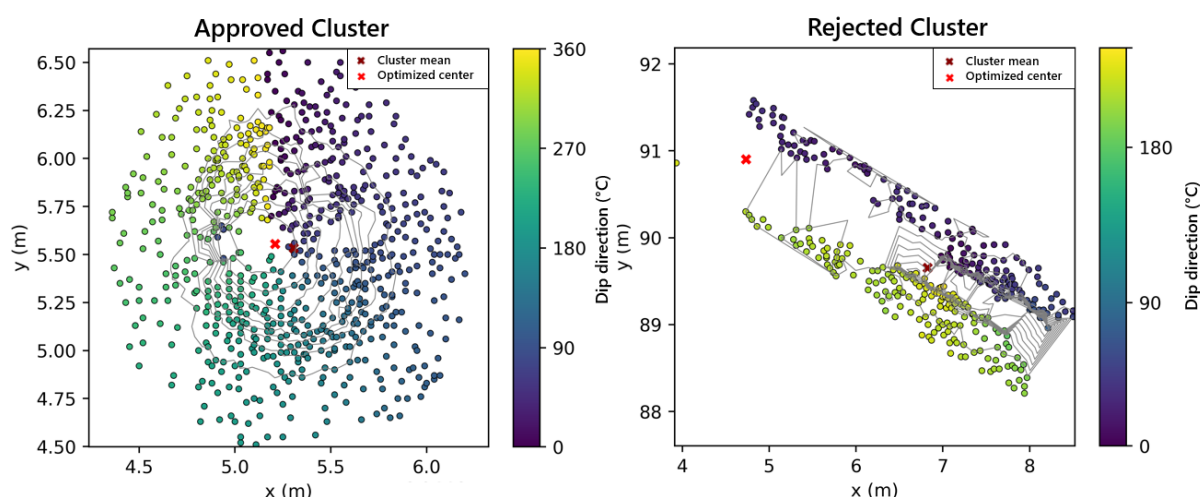 Approved Cluster
Cluster mean
Optimized center
6.50
6.25
6.00
5.75
5.50
5.25
5.00
4.75
4.50
y (m)
4.5
5.0
5.5
6.0
x (m)
360
270
180
90
0
Dip direction (°C)
Rejected Cluster
Cluster mean
Optimized center
92
91
90
89
88
y (m)
4
5
6
7
8
x (m)
180
90
0
Dip direction (°C)